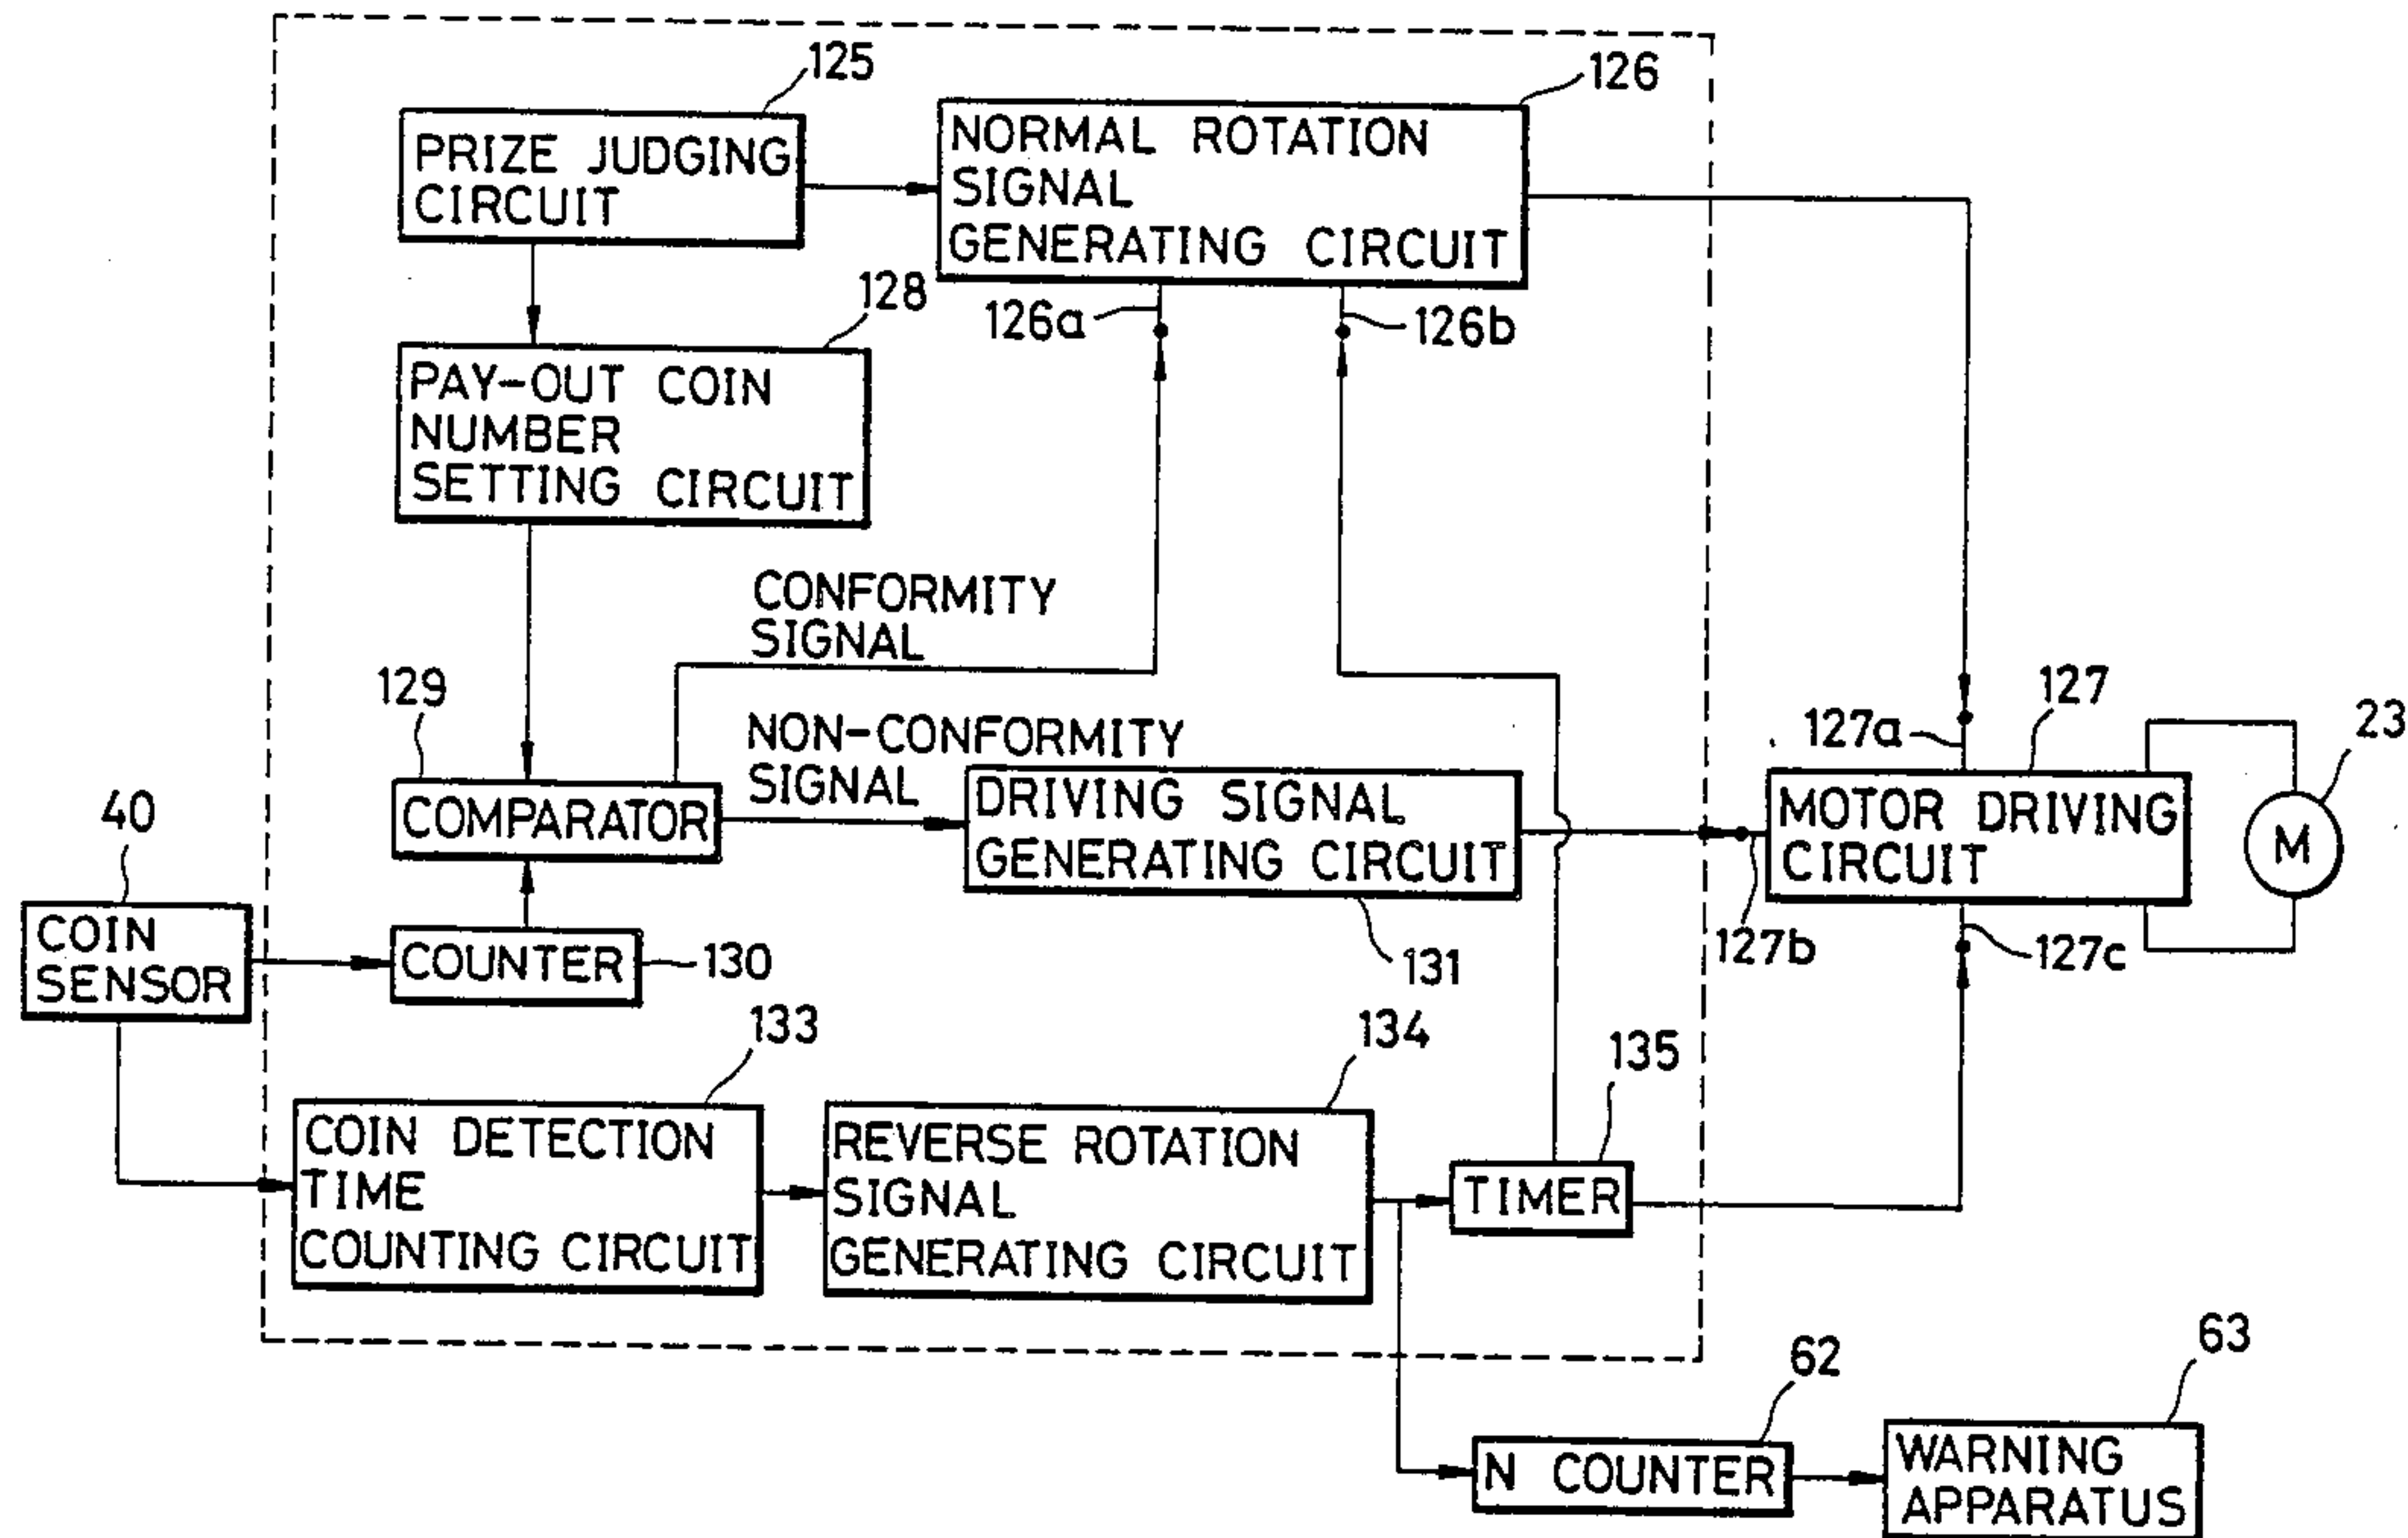 125
126
PRIZE JUDGING
CIRCUIT
NORMAL ROTATION
SIGNAL
GENERATING CIRCUIT
128
126a
126b
PAY-OUT COIN
NUMBER
SETTING CIRCUIT
CONFORMITY
SIGNAL
129
127
23
127a
NON-CONFORMITY
SIGNAL
COMPARATOR
DRIVING SIGNAL
GENERATING CIRCUIT
MOTOR DRIVING
CIRCUIT
M
40
COIN
SENSOR
COUNTER
130
131
127b
127c
133
134
135
COIN DETECTION
TIME
COUNTING CIRCUIT
REVERSE ROTATION
SIGNAL
GENERATING CIRCUIT
TIMER
62
63
N COUNTER
WARNING
APPARATUS